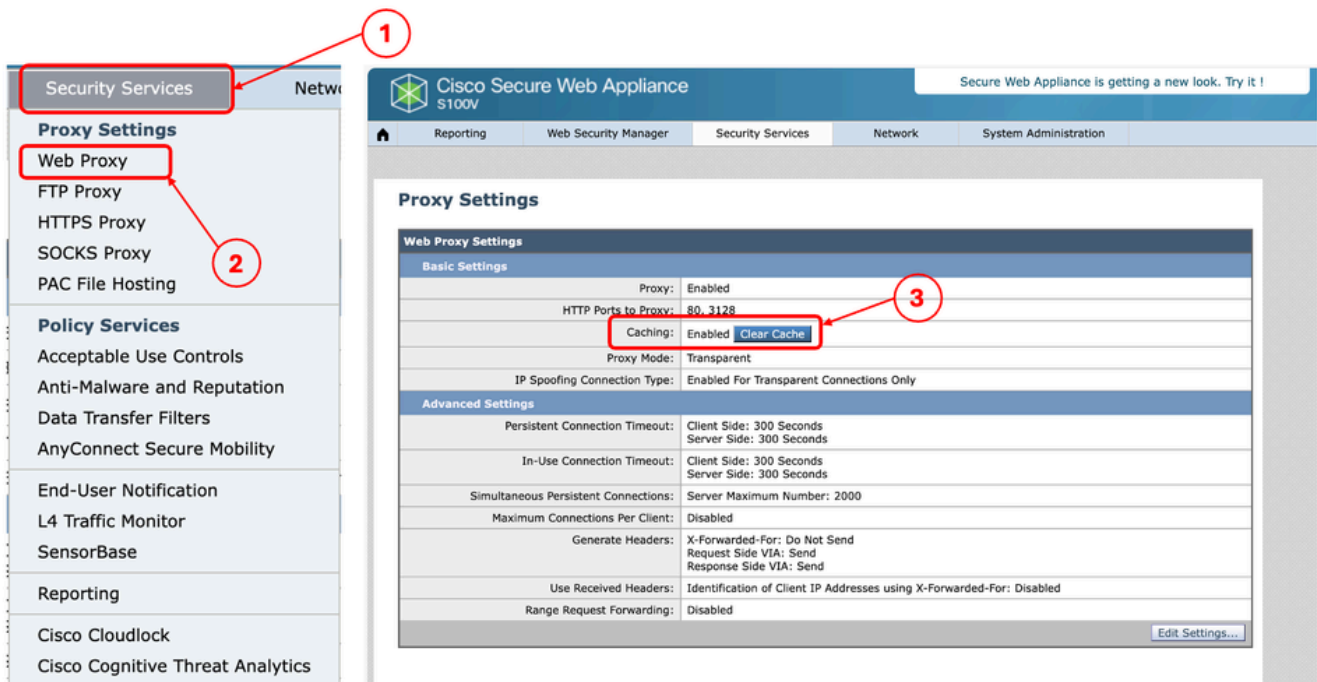 1
Security Services
Netw
Proxy Settings
Web Proxy
FTP Proxy
HTTPS Proxy
SOCKS Proxy
PAC File Hosting
2
Policy Services
Acceptable Use Controls
Anti-Malware and Reputation
Data Transfer Filters
AnyConnect Secure Mobility
End-User Notification
L4 Traffic Monitor
SensorBase
Reporting
Cisco Cloudlock
Cisco Cognitive Threat Analytics
Cisco Secure Web Appliance
S100V
Secure Web Appliance is getting a new look. Try it !
Reporting Web Security Manager Security Services Network System Administration
Proxy Settings
Web Proxy Settings
Basic Settings
Proxy: Enabled
HTTP Ports to Proxy: 80, 3128
3
Caching: Enabled Clear Cache
Proxy Mode: Transparent
IP Spoofing Connection Type: Enabled For Transparent Connections Only
Advanced Settings
Persistent Connection Timeout: Client Side: 300 Seconds
Server Side: 300 Seconds
In-Use Connection Timeout: Client Side: 300 Seconds
Server Side: 300 Seconds
Simultaneous Persistent Connections: Server Maximum Number: 2000
Maximum Connections Per Client: Disabled
Generate Headers: X-Forwarded-For: Do Not Send
Request Side VIA: Send
Response Side VIA: Send
Use Received Headers: Identification of Client IP Addresses using X-Forwarded-For: Disabled
Range Request Forwarding: Disabled
Edit Settings...